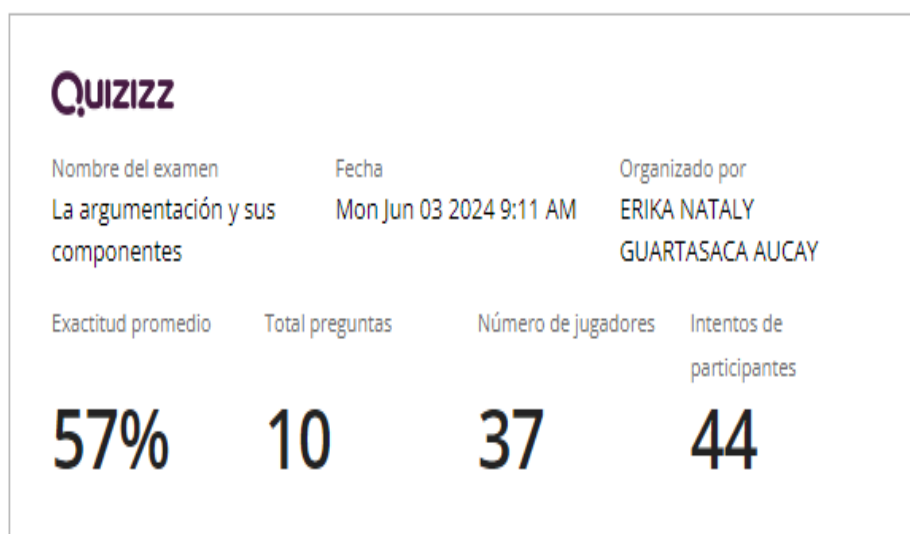 Quizizz
Nombre del examen
Fecha
Organizado por
La argumentación y sus
componentes
Mon Jun 03 2024 9:11 AM
ERIKA NATALY
GUARTASACA AUCAY
Exactitud promedio
Total preguntas
Número de jugadores
Intentos de
participantes
57%
10
37
44